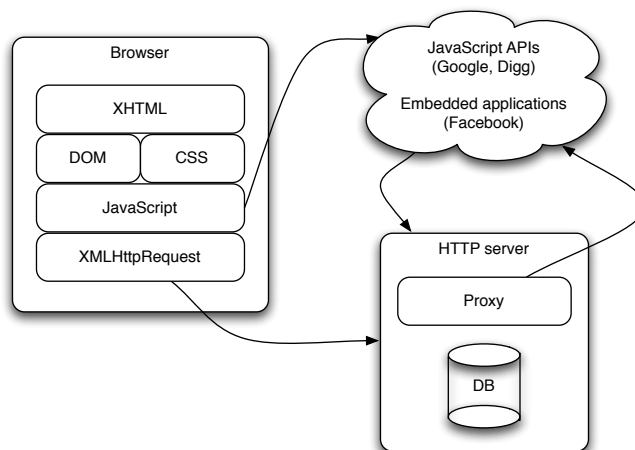 Browser
XHTML
DOM
CSS
JavaScript
XMLHttpRequest
JavaScript APIs
(Google, Digg)
Embedded applications
(Facebook)
HTTP server
Proxy
DB